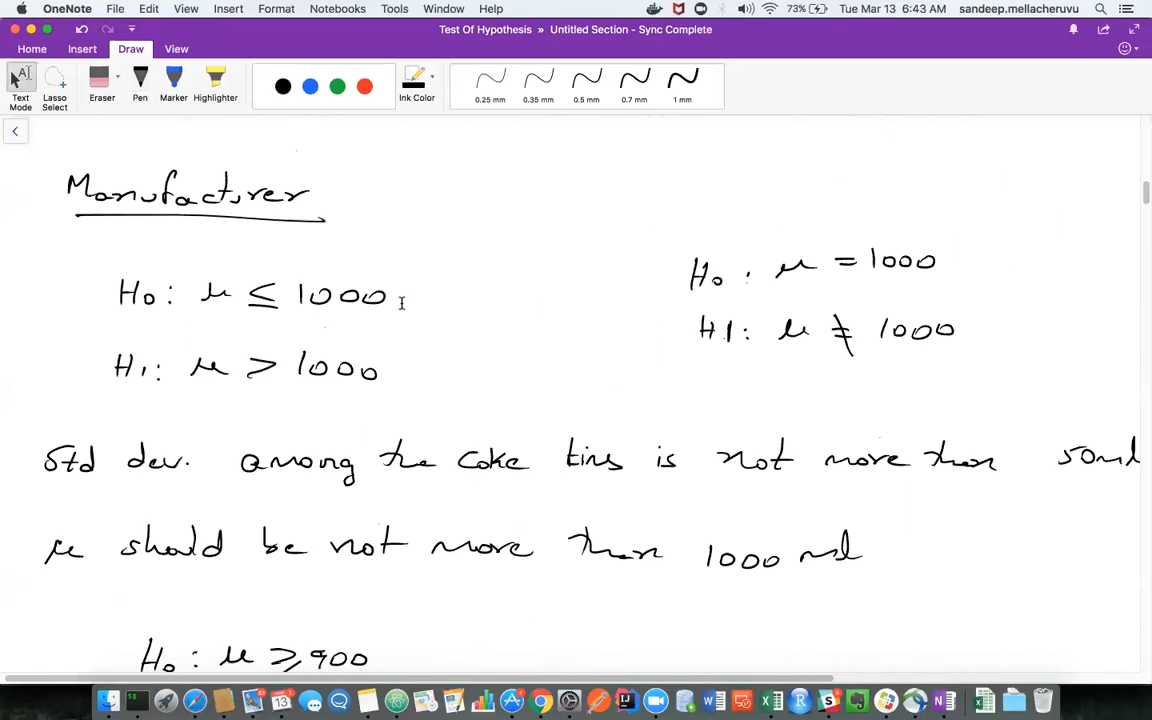 OneNote File Edit View Insert Format Notebooks Tools Window Help 73% Tue Mar 13 6:43 AM sandeep.mellacheruvu
Test Of Hypothesis » Untitled Section - Sync Complete
Home Insert Draw View
Text Mode Lasso Select Eraser Pen Marker Highlighter Ink Color 0.25 mm 0.35 mm 0.5 mm 0.7 mm 1 mm
Manufacturer
H0 : μ = 1000
H0 : μ ≤ 1000
H1 : μ ≠ 1000
H1 : μ > 1000
Std dev. among the coke tins is not more than 50ml
μ should be not more than 1000 ml
H0 : μ ≥ 900